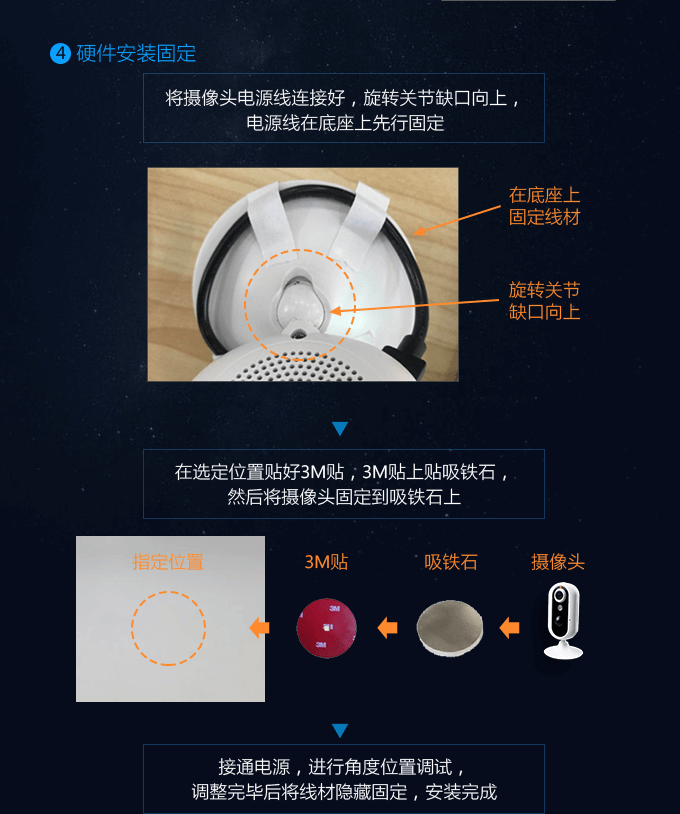 4 硬件安装固定
将摄像头电源线连接好，旋转关节缺口向上，
电源线在底座上先行固定
在底座上
固定线材
旋转关节
缺口向上
在选定位置贴好3M贴，3M贴上贴吸铁石，
然后将摄像头固定到吸铁石上
指定位置
3M贴
吸铁石
摄像头
3M
3M
接通电源，进行角度位置调试，
调整完毕后将线材隐藏固定，安装完成